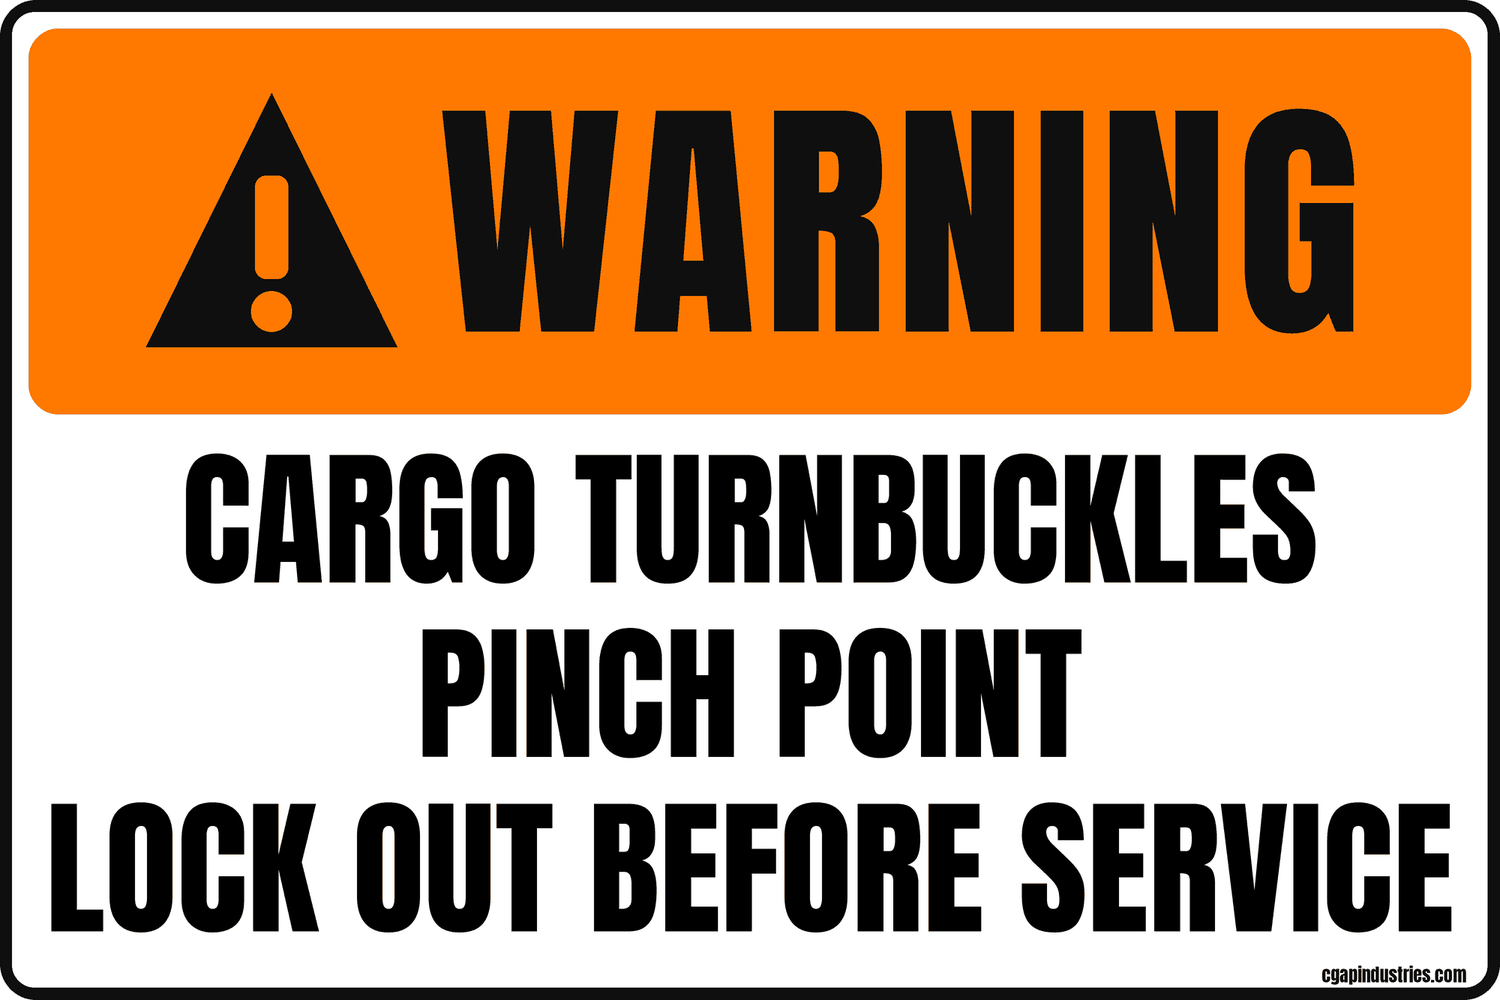 WARNING
CARGO TURNBUCKLES
PINCH POINT
LOCK OUT BEFORE SERVICE
cgapindustries.com